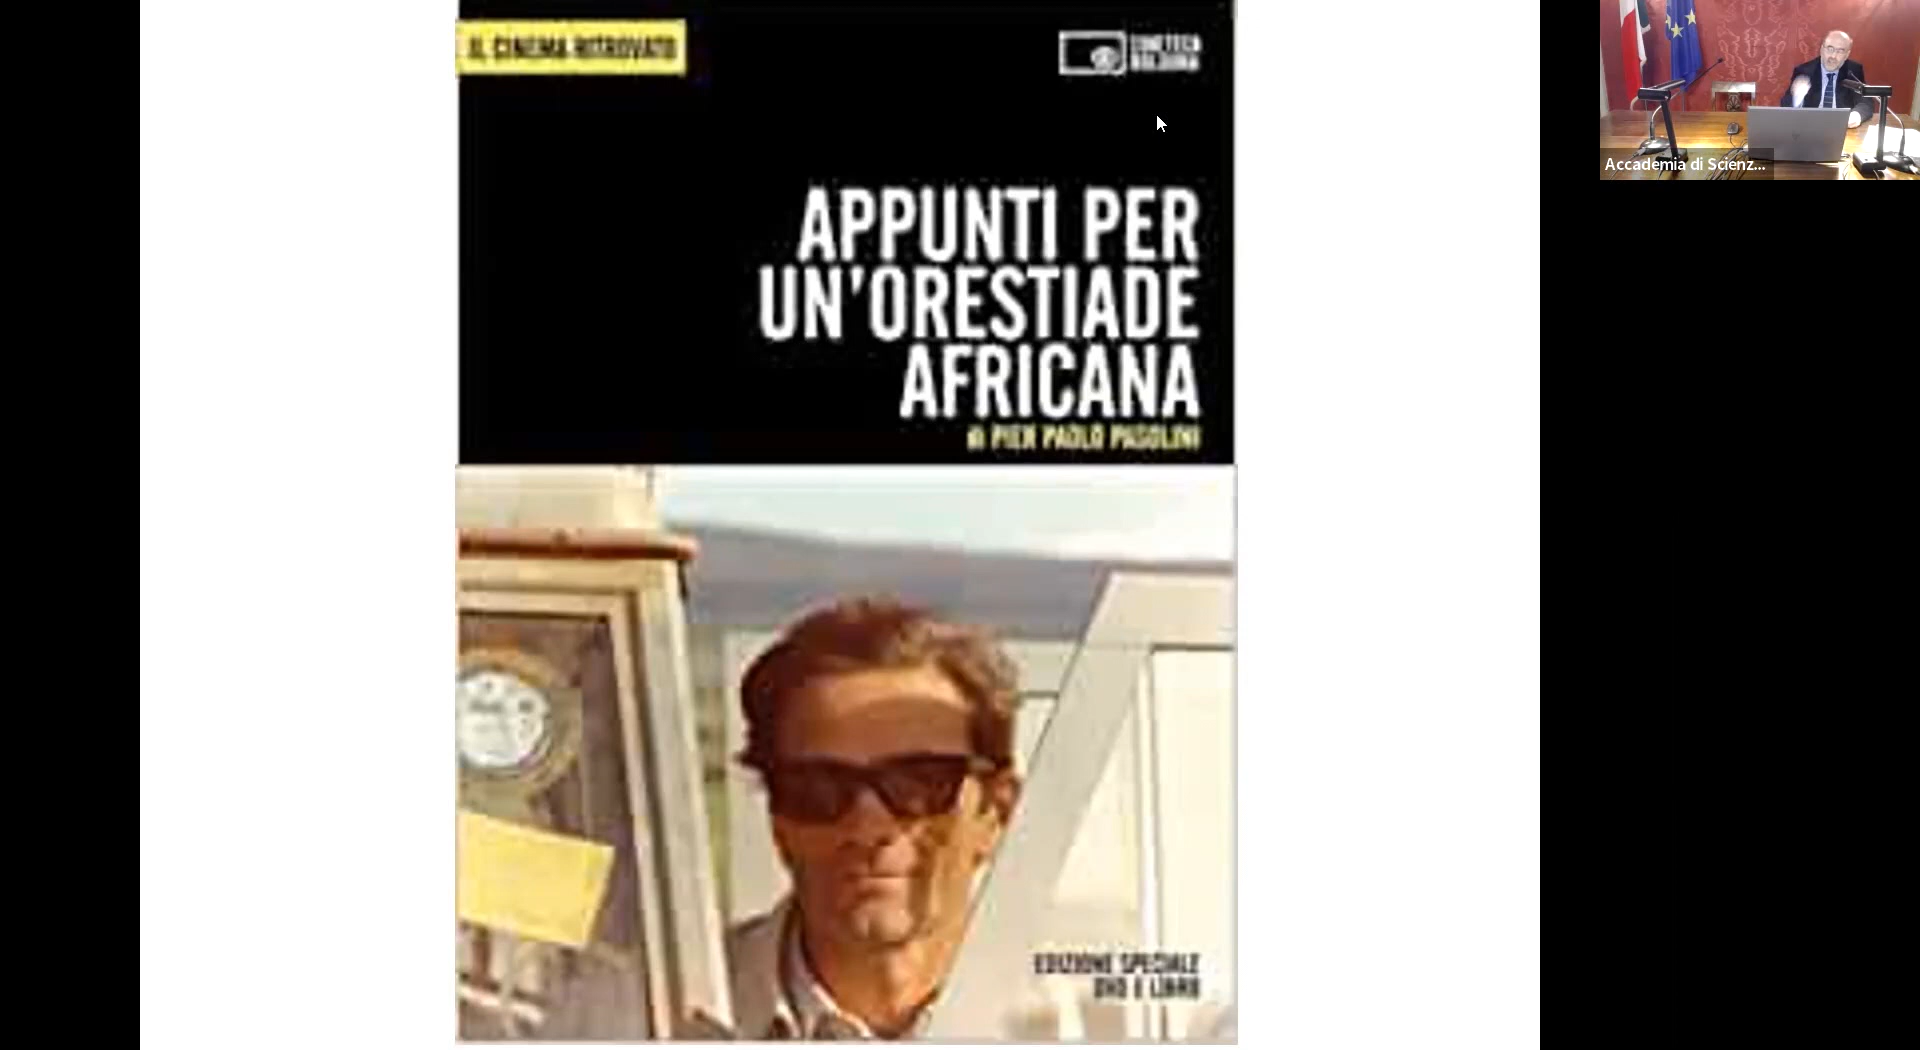 IL CINEMA RITROVATO
CINETECA
BOLOGNA
APPUNTI PER
UN'ORESTIADE
AFRICANA
di PIER PAOLO PASOLINI
EDIZIONE SPECIALE
DVD E LIBRO
Accademia di Scienz...